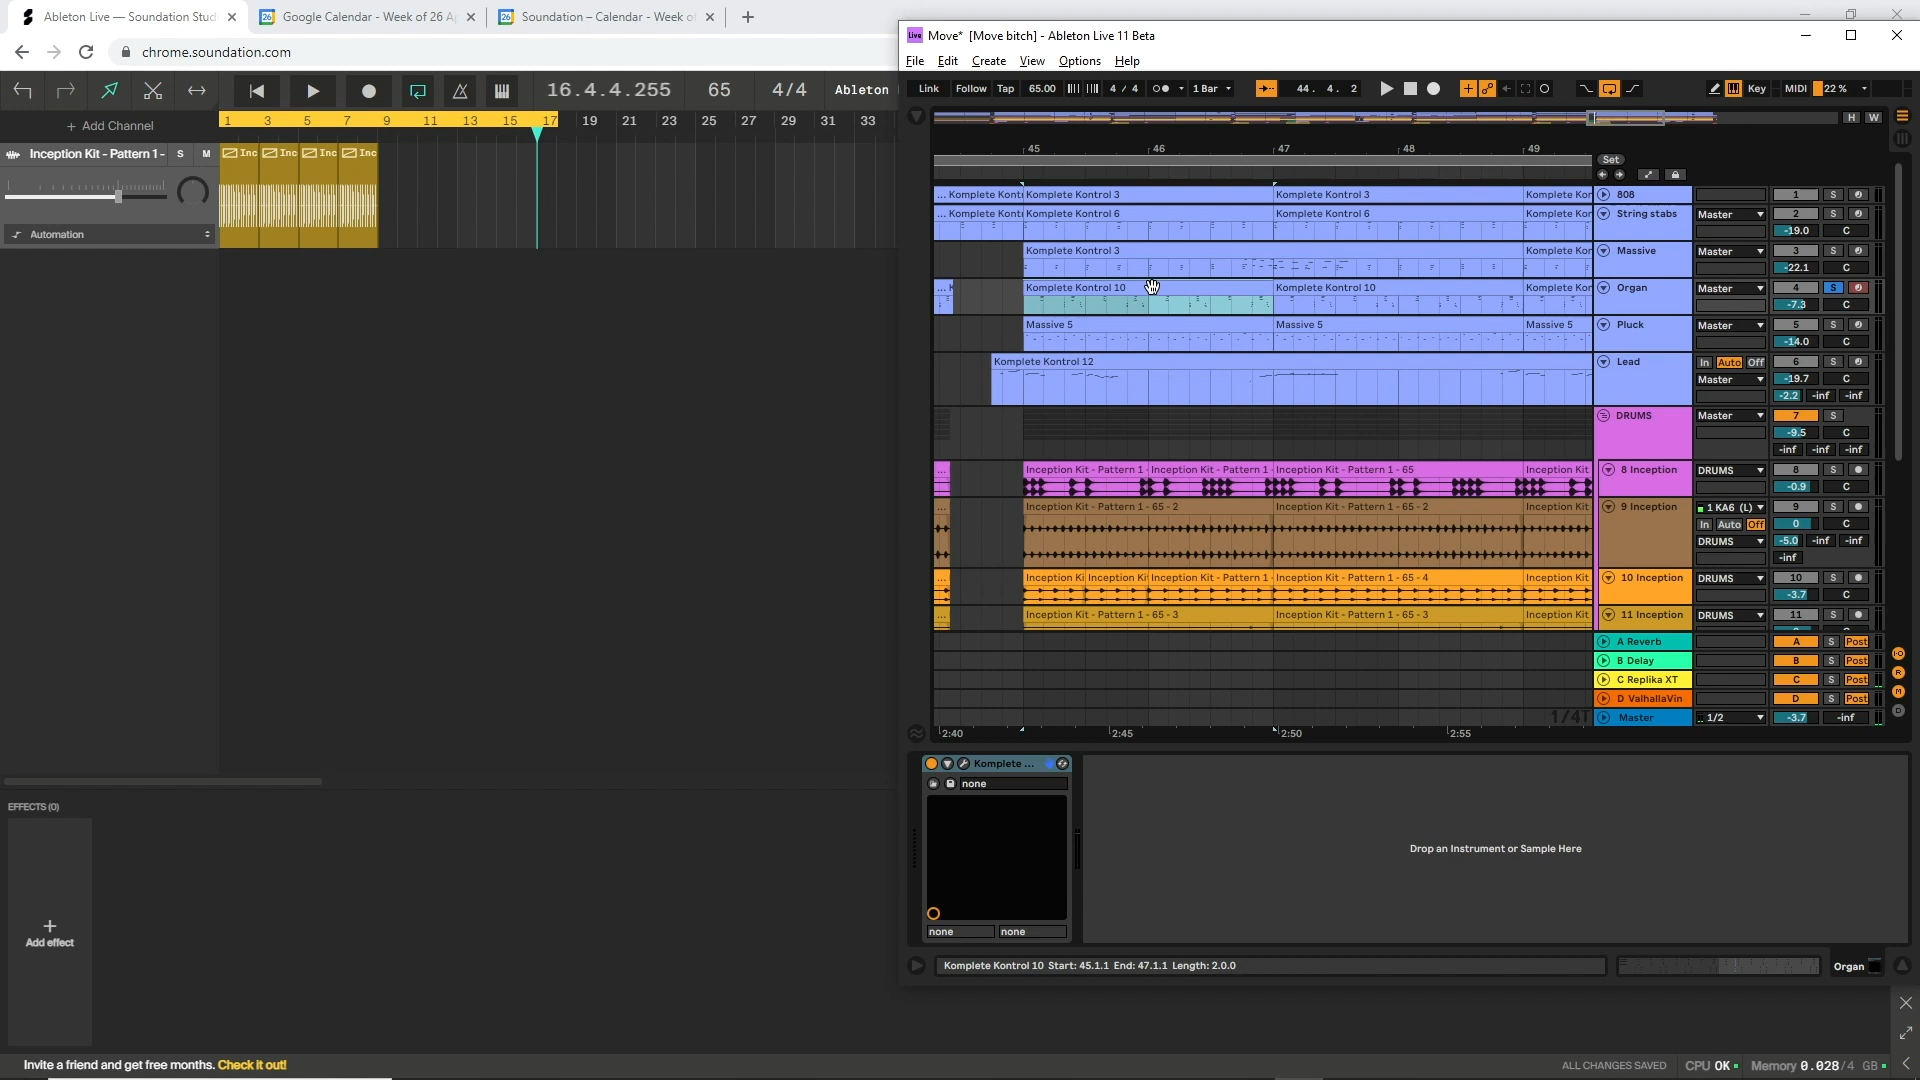 Ableton Live — Soundation Stud
Google Calendar - Week of 26 A
Soundation – Calendar - Week o
chrome.soundation.com
16.4.4.255 65 4/4 Ableton
+ Add Channel
1 3 5 7 9 11 13 15 17 19 21 23 25 27 29 31 33
Inception Kit - Pattern 1 - S M
Inc Inc Inc Inc
Automation
EFFECTS (0)
Add effect
Invite a friend and get free months. Check it out!
Live Move* [Move bitch] - Ableton Live 11 Beta
File Edit Create View Options Help
Link Follow Tap 65.00 4 / 4 1 Bar 44. 4. 2 Key MIDI 22 %
H W
45 46 47 48 49
Set
... Komplete Kont Komplete Kontrol 3 Komplete Kontrol 3 Komplete Kor 808 1 S
... Komplete Kont Komplete Kontrol 6 Komplete Kontrol 6 Komplete Kor String stabs Master 2 S
-19.0 C
Komplete Kontrol 3 Komplete Kor Massive Master 3 S
-22.1 C
... K Komplete Kontrol 10 Komplete Kontrol 10 Komplete Kor Organ Master 4 S
-7.3 C
Massive 5 Massive 5 Massive 5 Pluck Master 5 S
-14.0 C
Komplete Kontrol 12 Lead In Auto Off 6 S
Master -19.7 C
-2.2 -inf -inf
DRUMS Master 7 S
-9.5 C
-inf -inf -inf
... Inception Kit - Pattern 1 - Inception Kit - Pattern 1 - Inception Kit - Pattern 1 - 65 Inception Kit 8 Inception DRUMS 8 S
-0.9 C
... Inception Kit - Pattern 1 - 65 - 2 Inception Kit - Pattern 1 - 65 - 2 Inception Kit 9 Inception 1 KA6 (L) 9 S
In Auto Off 0 C
DRUMS -5.0 -inf -inf
-inf
... Inception Ki Inception Ki Inception Kit - Pattern 1 - Inception Kit - Pattern 1 - 65 - 4 Inception Kit 10 Inception DRUMS 10 S
-3.7 C
... Inception Kit - Pattern 1 - 65 - 3 Inception Kit - Pattern 1 - 65 - 3 Inception Kit 11 Inception DRUMS 11 S
A Reverb A S Post
B Delay B S Post
C Replika XT C S Post
D ValhallaVin D S Post
1/4T Master 1/2 -3.7 -inf
2:40 2:45 2:50 2:55
I·O
R
M
D
Komplete ...
none
none none
Drop an Instrument or Sample Here
Komplete Kontrol 10 Start: 45.1.1 End: 47.1.1 Length: 2.0.0
Organ
ALL CHANGES SAVED CPU OK Memory 0.028/4 GB